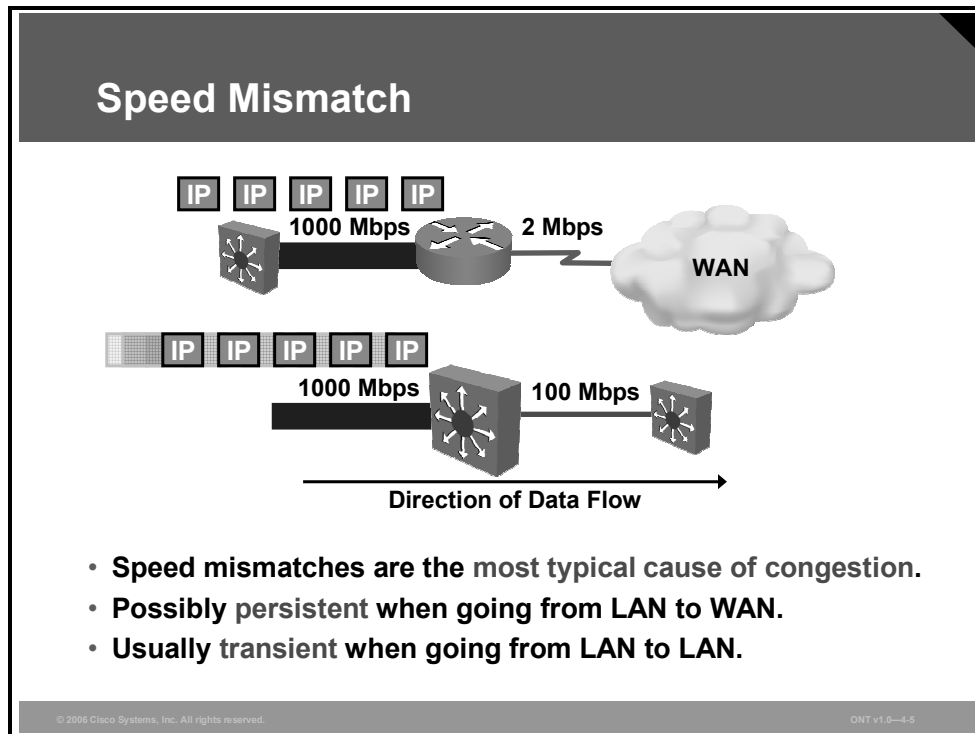 Speed Mismatch
IP IP IP IP IP
1000 Mbps
2 Mbps
WAN
IP IP IP IP IP
1000 Mbps
100 Mbps
Direction of Data Flow
• Speed mismatches are the most typical cause of congestion.
• Possibly persistent when going from LAN to WAN.
• Usually transient when going from LAN to LAN.
© 2006 Cisco Systems, Inc. All rights reserved.
ONT v1.0—4-5